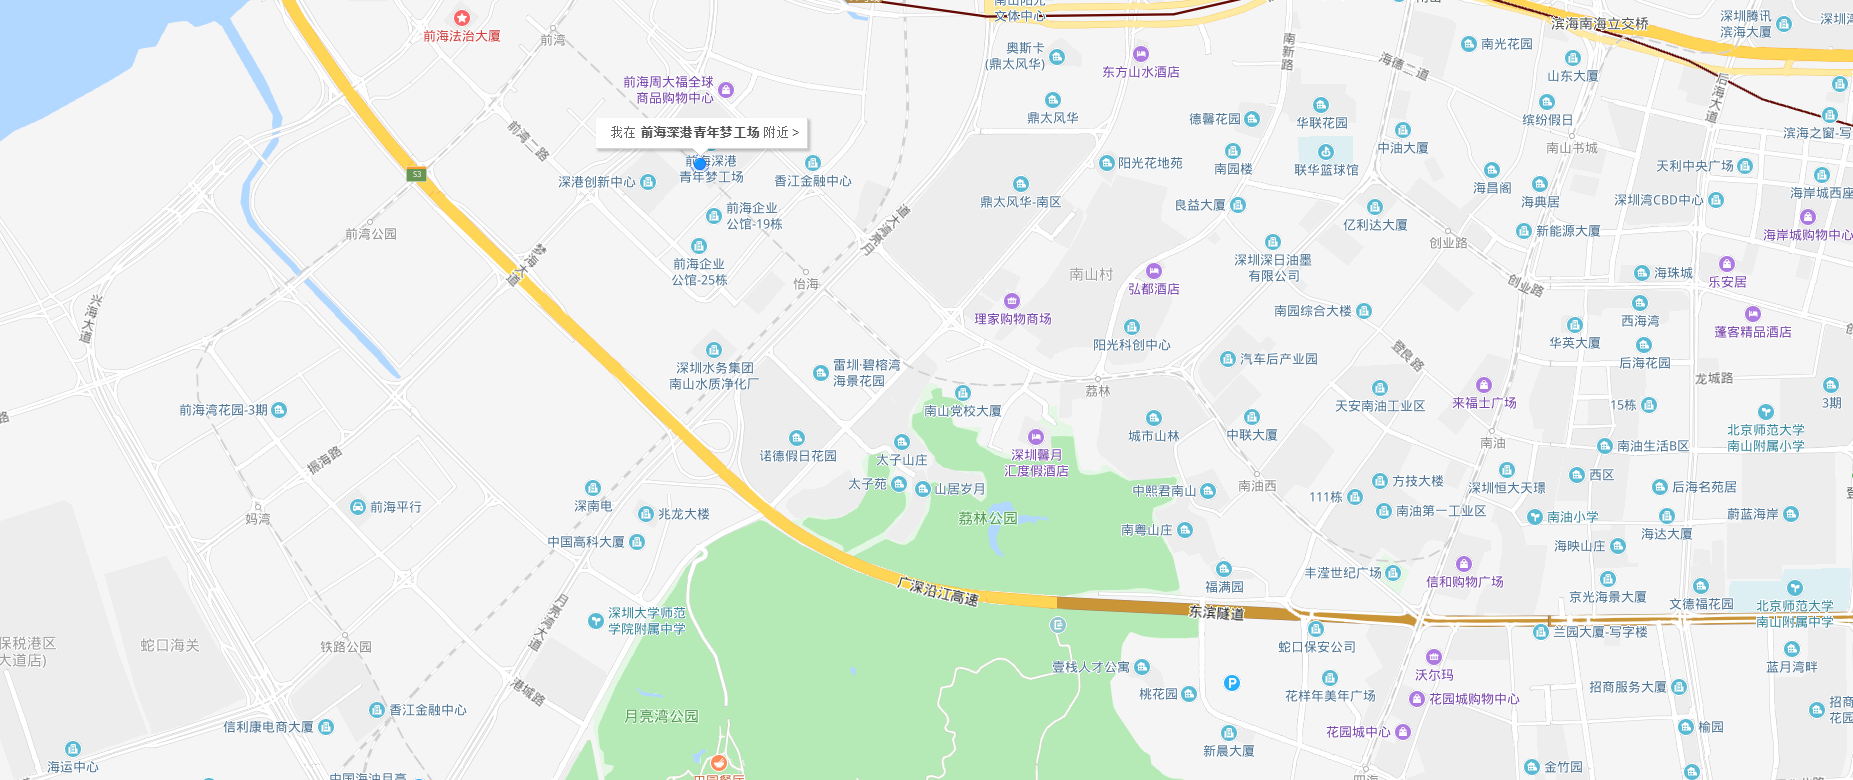 前海法治大厦
前湾
南山阳光
文体中心
奥斯卡
(鼎太风华)
东方山水酒店
南新路
海德二道
南光花园
滨海南海立交桥
深圳腾讯
滨海大厦
山东大厦
后海大道
前海周大福全球
商品购物中心
鼎太风华
德馨花园
华联花园
缤纷假日
滨海之窗-写
我在 前海深港青年梦工场 附近 >
前湾一路
S3
前海深港
青年梦工场
深港创新中心
香江金融中心
阳光花地苑
南园楼
联华篮球馆
中油大厦
南山书城
天利中央广场
海昌阁
海典居
深圳湾CBD中心
海岸城西座
前海企业
公馆-19栋
鼎太风华-南区
良益大厦
亿利达大厦
新能源大厦
海岸城购物中心
前湾公园
月亮湾大道
前海企业
公馆-25栋
梦海大道
怡海
南山村
弘都酒店
深圳深日油墨
有限公司
创业路
创业路
海珠城
乐安居
兴海大道
理家购物商场
南园综合大楼
西海湾
蓬客精品酒店
阳光科创中心
华英大厦
后海花园
深圳水务集团
南山水质净化厂
雷圳·碧榕湾
海景花园
汽车后产业园
登良路
龙城路
荔林
来福士广场
3期
前海湾花园-3期
南山党校大厦
天安南油工业区
15栋
城市山林
中联大厦
南油
北京师范大学
南山附属小学
诺德假日花园
太子山庄
深圳馨月
汇度假酒店
南油生活B区
振海路
太子苑
山居岁月
中熙君南山
南油西
方技大楼
深圳恒大天璟
西区
后海名苑居
111栋
深南电
妈湾
前海平行
兆龙大楼
荔林公园
南油第一工业区
南油小学
海达大厦
蔚蓝海岸
南粤山庄
中国高科大厦
海映山庄
福满园
丰滢世纪广场
信和购物广场
广深沿江高速
东滨隧道
京光海景大厦
文德福花园
北京师范大学
南山附属中学
月亮湾大道
深圳大学师范
学院附属中学
兰园大厦-写字楼
保税港区
大道店)
蛇口海关
铁路公园
蛇口保安公司
壹栈人才公寓
沃尔玛
蓝月湾畔
港城路
桃花园
花样年美年广场
花园城购物中心
招商服务大厦
月亮湾公园
香江金融中心
信利康电商大厦
花园城中心
榆园
招商
花园
新晨大厦
海运中心
金竹园